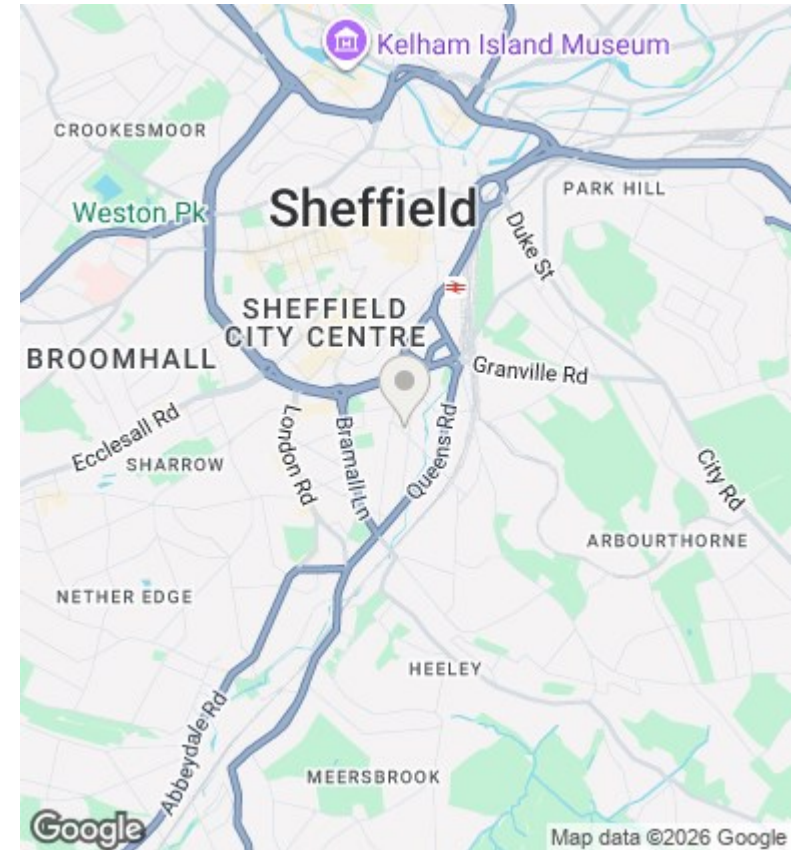 Kelham Island Museum
CROOKESMOOR
Weston Pk
Sheffield
PARK HILL
Duke St
SHEFFIELD
CITY CENTRE
BROOMHALL
Granville Rd
Ecclesall Rd
SHARROW
London Rd
Bramall Ln
Queens Rd
City Rd
ARBOURTHORNE
NETHER EDGE
HEELEY
Abbeydale Rd
MEERSBROOK
Google
Map data ©2026 Google